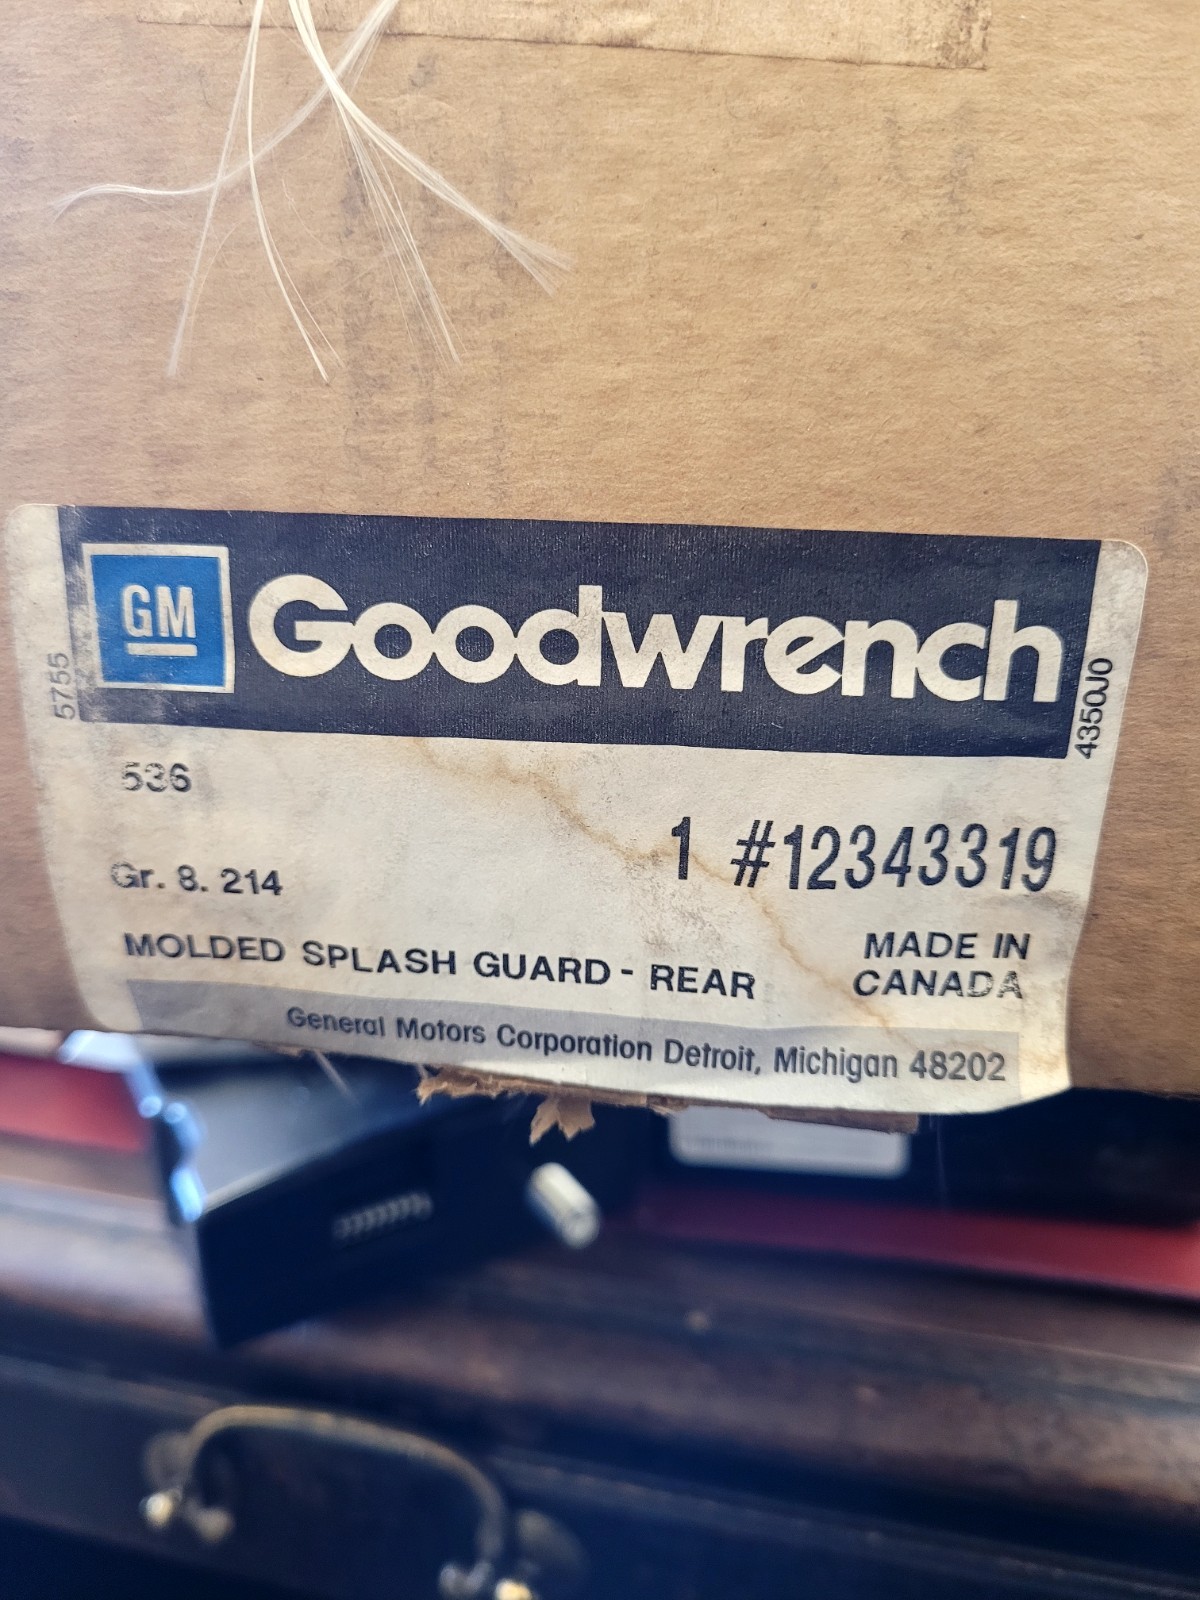 GM Goodwrench
5755
4350J0
536
1 #12343319
Gr. 8. 214
MOLDED SPLASH GUARD - REAR
MADE IN
CANADA
General Motors Corporation Detroit, Michigan 48202